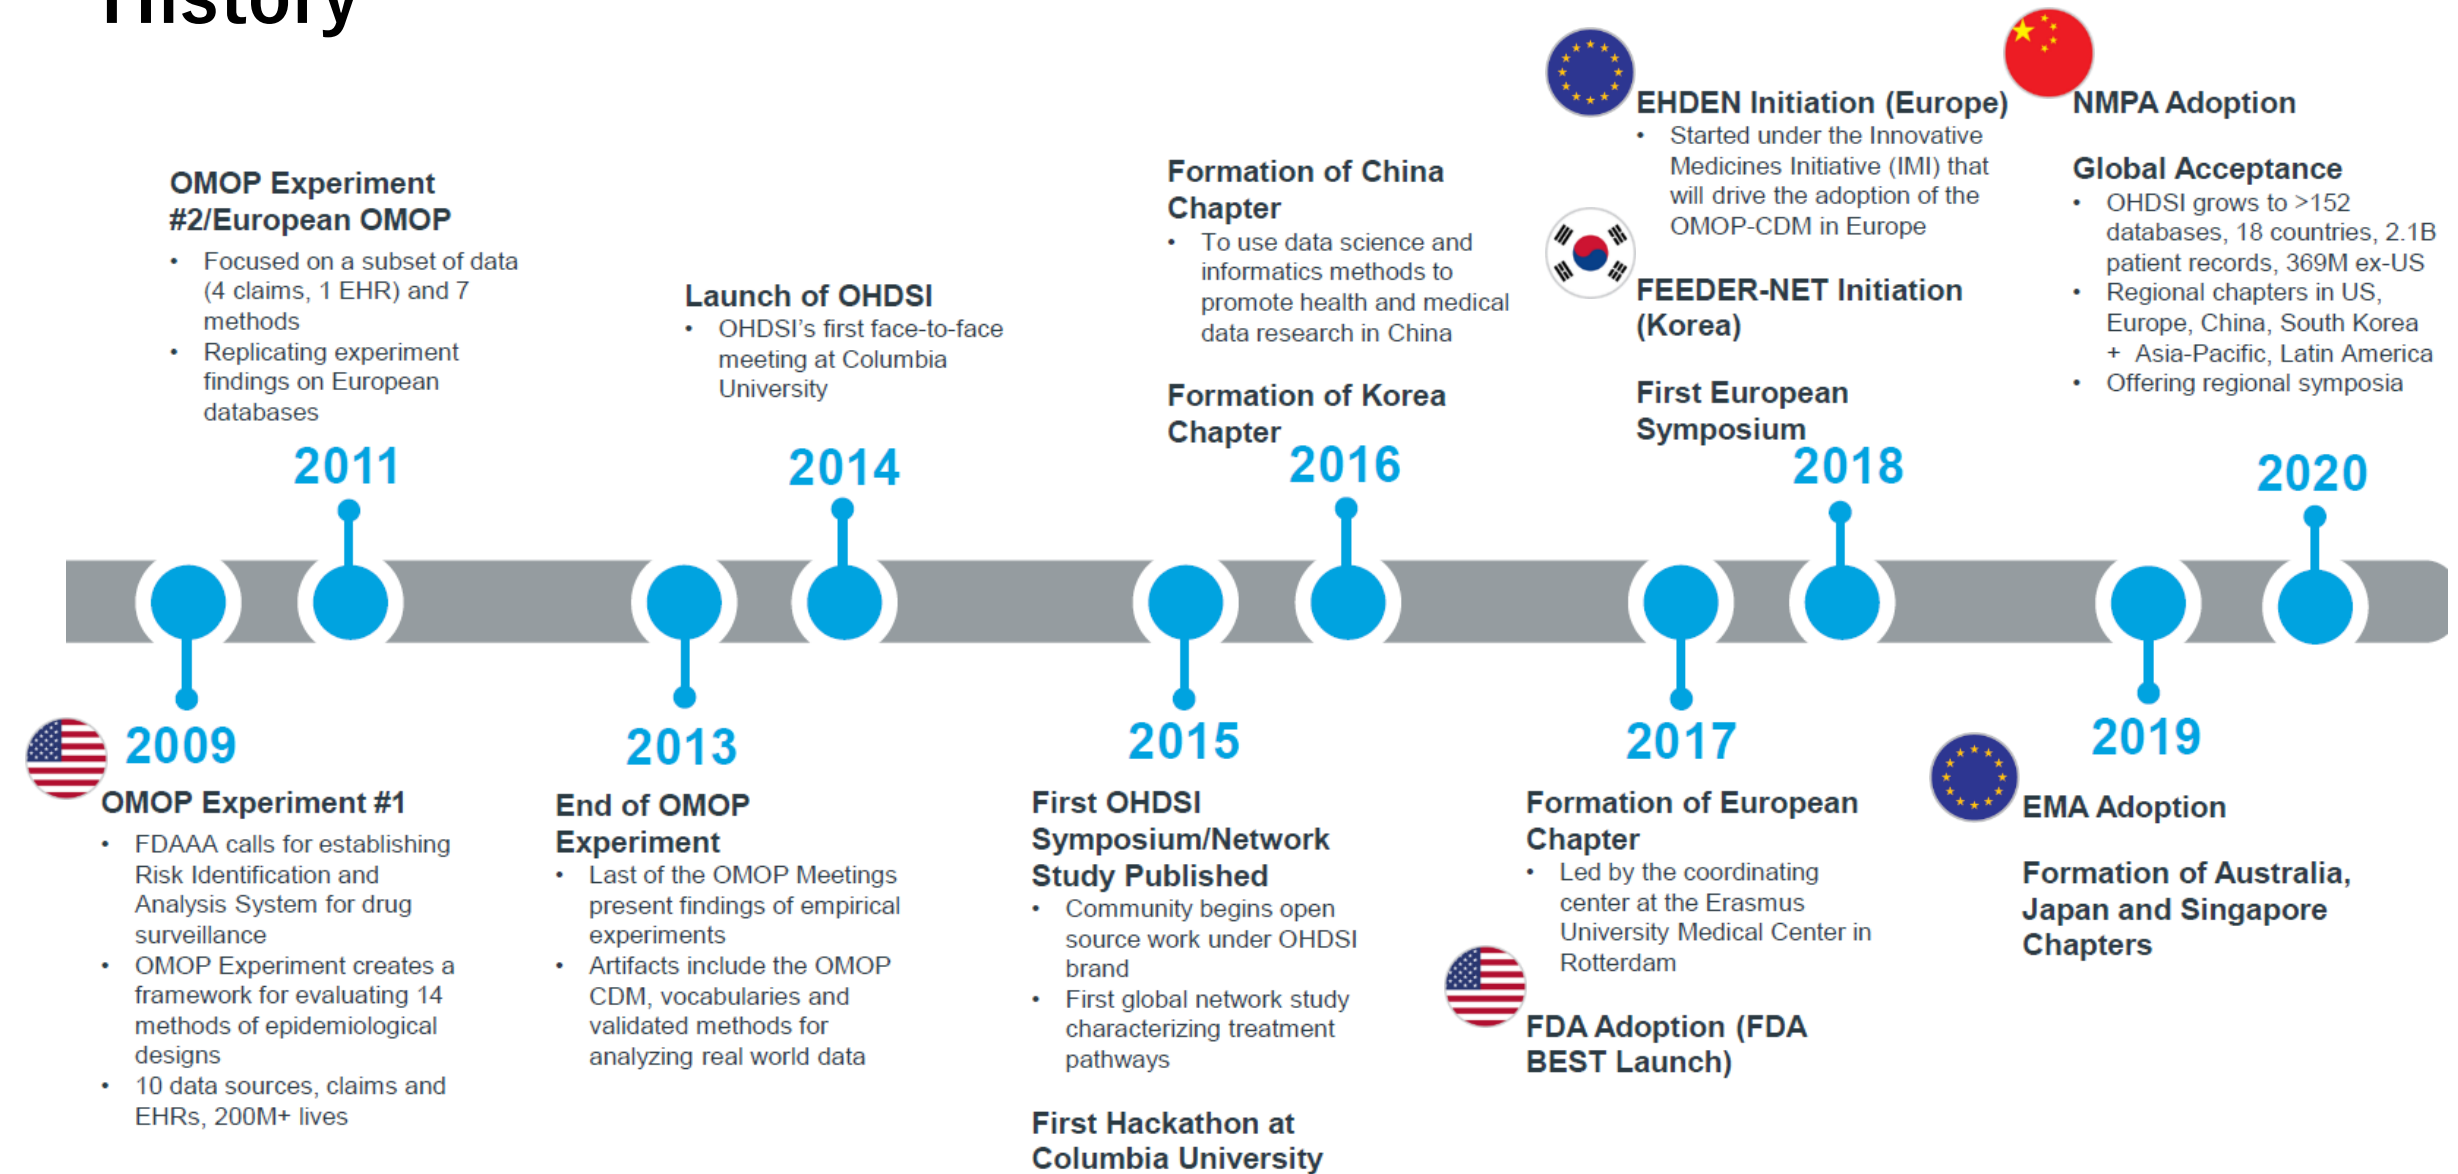 History
OMOP Experiment
#2/European OMOP
• Focused on a subset of data
(4 claims, 1 EHR) and 7
methods
• Replicating experiment
findings on European
databases
2011
Launch of OHDSI
• OHDSI's first face-to-face
meeting at Columbia
University
2014
Formation of China
Chapter
• To use data science and
informatics methods to
promote health and medical
data research in China
Formation of Korea
Chapter
2016
EHDEN Initiation (Europe)
• Started under the Innovative
Medicines Initiative (IMI) that
will drive the adoption of the
OMOP-CDM in Europe
FEEDER-NET Initiation
(Korea)
First European
Symposium
2018
NMPA Adoption
Global Acceptance
• OHDSI grows to >152
databases, 18 countries, 2.1B
patient records, 369M ex-US
• Regional chapters in US,
Europe, China, South Korea
+ Asia-Pacific, Latin America
• Offering regional symposia
2020
2009
OMOP Experiment #1
• FDAAA calls for establishing
Risk Identification and
Analysis System for drug
surveillance
• OMOP Experiment creates a
framework for evaluating 14
methods of epidemiological
designs
• 10 data sources, claims and
EHRs, 200M+ lives
2013
End of OMOP
Experiment
• Last of the OMOP Meetings
present findings of empirical
experiments
• Artifacts include the OMOP
CDM, vocabularies and
validated methods for
analyzing real world data
2015
First OHDSI
Symposium/Network
Study Published
• Community begins open
source work under OHDSI
brand
• First global network study
characterizing treatment
pathways
First Hackathon at
Columbia University
2017
Formation of European
Chapter
• Led by the coordinating
center at the Erasmus
University Medical Center in
Rotterdam
FDA Adoption (FDA
BEST Launch)
2019
EMA Adoption
Formation of Australia,
Japan and Singapore
Chapters